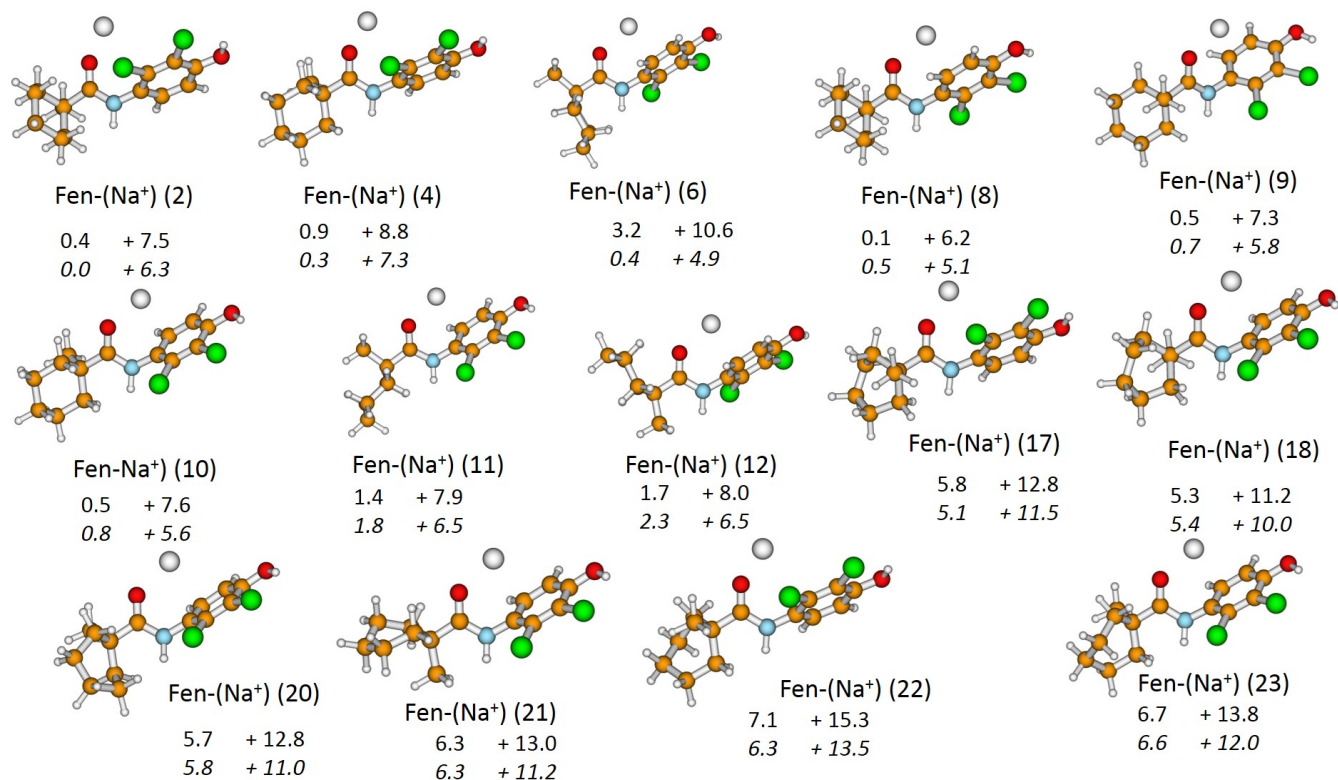 Fen-(Na⁺) (2)
0.4 + 7.5
0.0 + 6.3
Fen-(Na⁺) (4)
0.9 + 8.8
0.3 + 7.3
Fen-(Na⁺) (6)
3.2 + 10.6
0.4 + 4.9
Fen-(Na⁺) (8)
0.1 + 6.2
0.5 + 5.1
Fen-(Na⁺) (9)
0.5 + 7.3
0.7 + 5.8
Fen-Na⁺) (10)
0.5 + 7.6
0.8 + 5.6
Fen-(Na⁺) (11)
1.4 + 7.9
1.8 + 6.5
Fen-(Na⁺) (12)
1.7 + 8.0
2.3 + 6.5
Fen-(Na⁺) (17)
5.8 + 12.8
5.1 + 11.5
Fen-(Na⁺) (18)
5.3 + 11.2
5.4 + 10.0
Fen-(Na⁺) (20)
5.7 + 12.8
5.8 + 11.0
Fen-(Na⁺) (21)
6.3 + 13.0
6.3 + 11.2
Fen-(Na⁺) (22)
7.1 + 15.3
6.3 + 13.5
Fen-(Na⁺) (23)
6.7 + 13.8
6.6 + 12.0